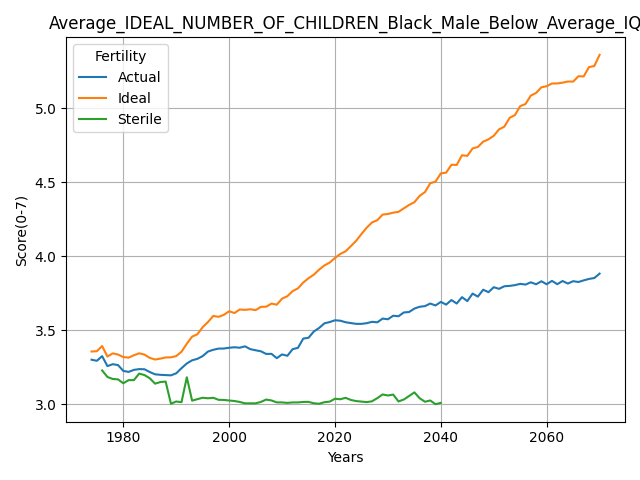 Average_IDEAL_NUMBER_OF_CHILDREN_Black_Male_Below_Average_IQ
Fertility
Actual
Ideal
Sterile
Score(0-7)
5.0
4.5
4.0
3.5
3.0
1980 2000 2020 2040 2060
Years